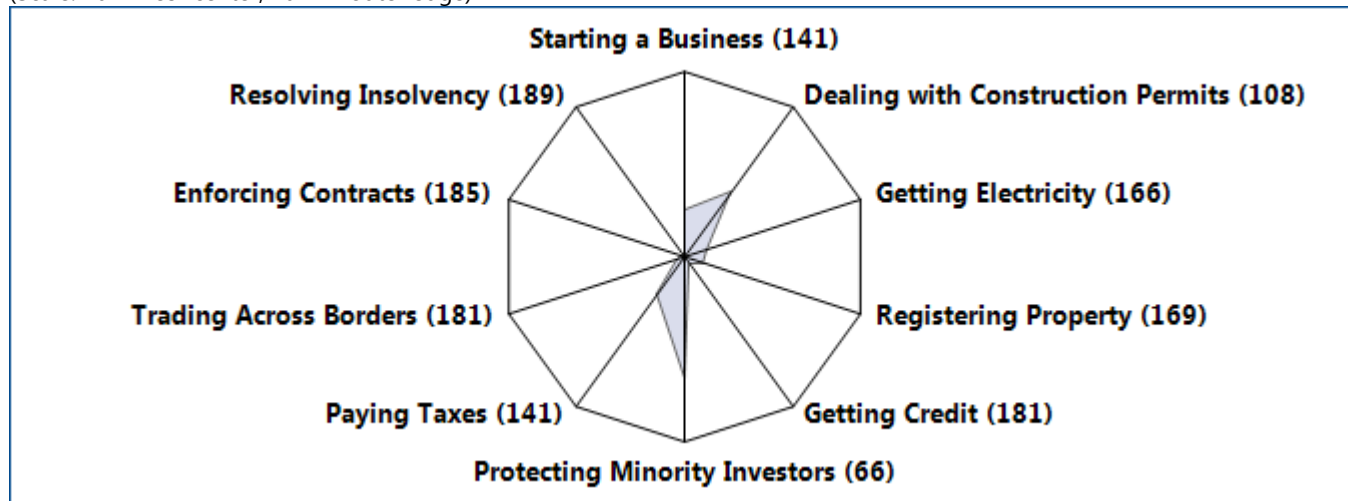 Starting a Business (141)
Resolving Insolvency (189)
Dealing with Construction Permits (108)
Enforcing Contracts (185)
Getting Electricity (166)
Trading Across Borders (181)
Registering Property (169)
Paying Taxes (141)
Getting Credit (181)
Protecting Minority Investors (66)